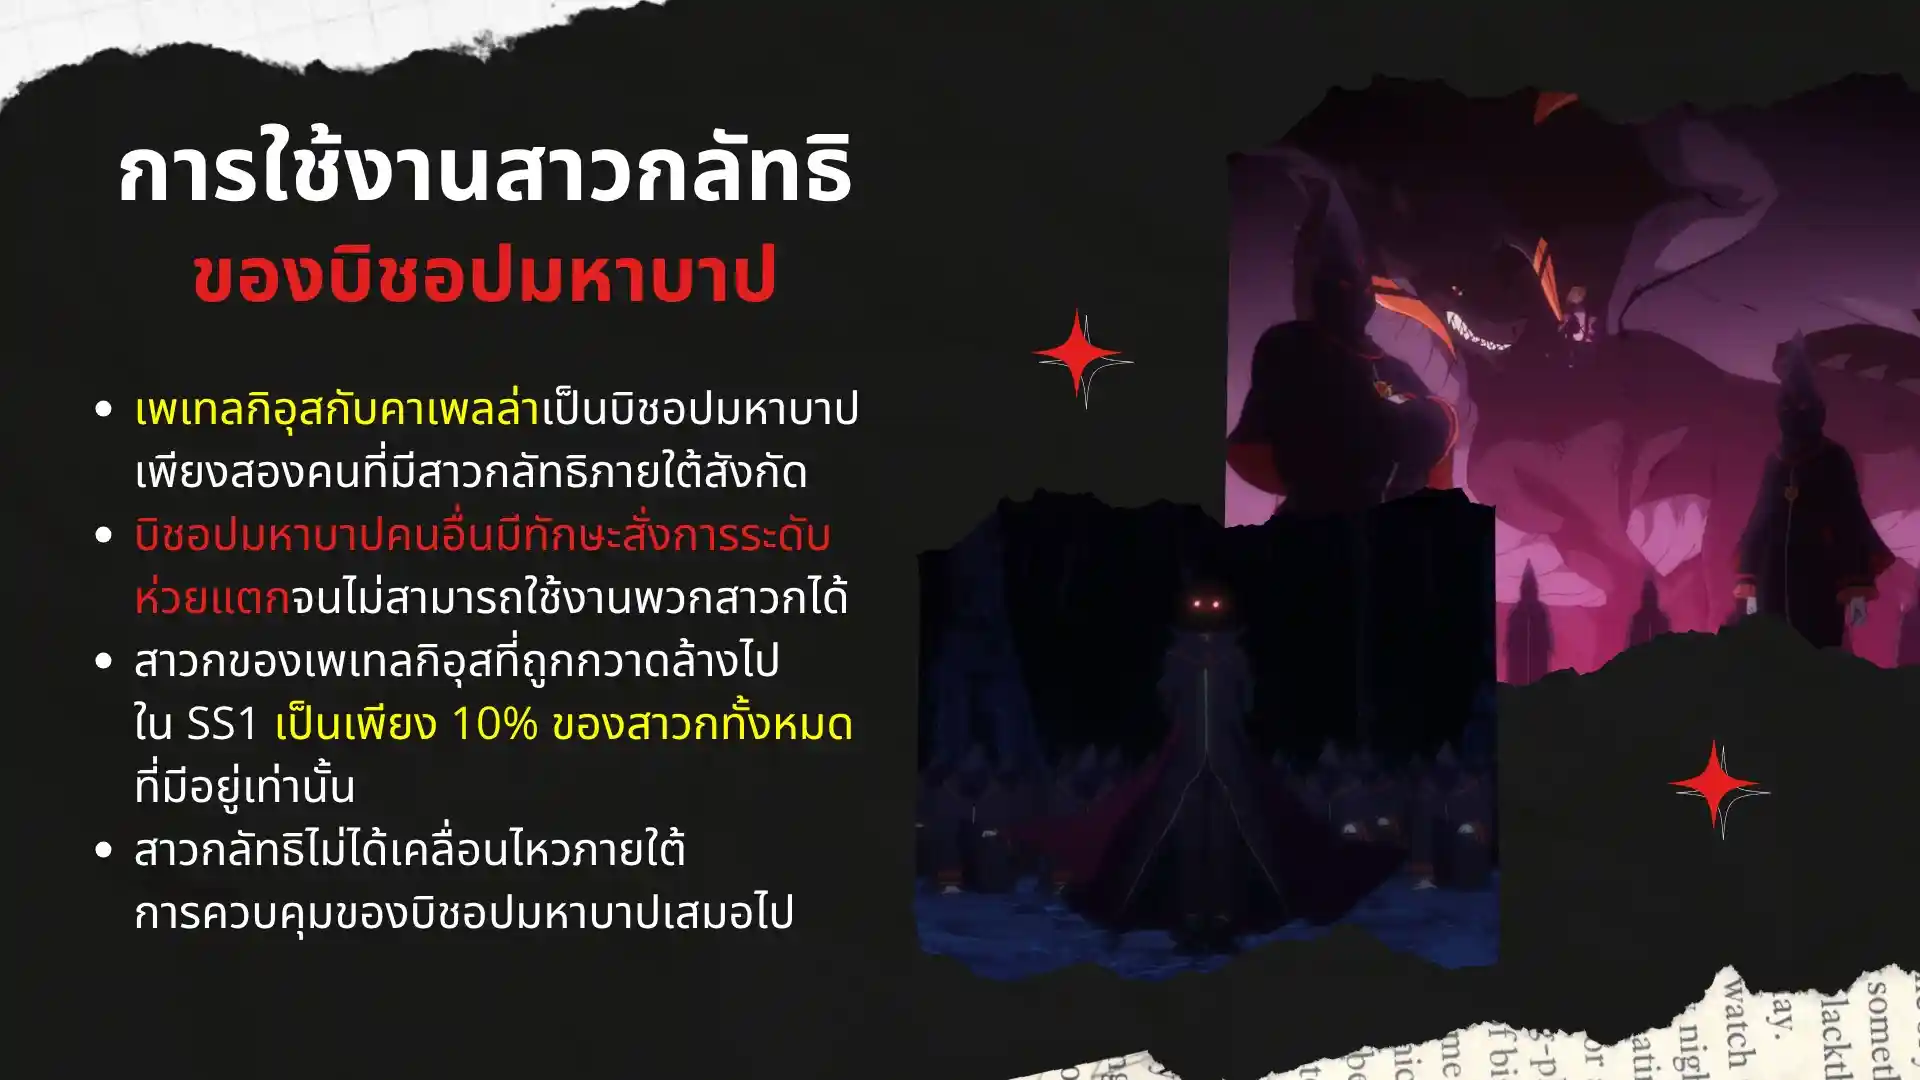 การใช้งานสาวกลัทธิ
ของบิชอปมหาบาป
เพเทลกิอุสกับคาเพลล่าเป็นบิชอปมหาบาป
เพียงสองคนที่มีสาวกลัทธิภายใต้สังกัด
บิชอปมหาบาปคนอื่นมีทักษะสั่งการระดับ
ห่วยแตกจนไม่สามารถใช้งานพวกสาวกได้
สาวกของเพเทลกิอุสที่ถูกกวาดล้างไป
ใน SS1 เป็นเพียง 10% ของสาวกทั้งหมด
ที่มีอยู่เท่านั้น
สาวกลัทธิไม่ได้เคลื่อนไหวภายใต้
การควบคุมของบิชอปมหาบาปเสมอไป
watch